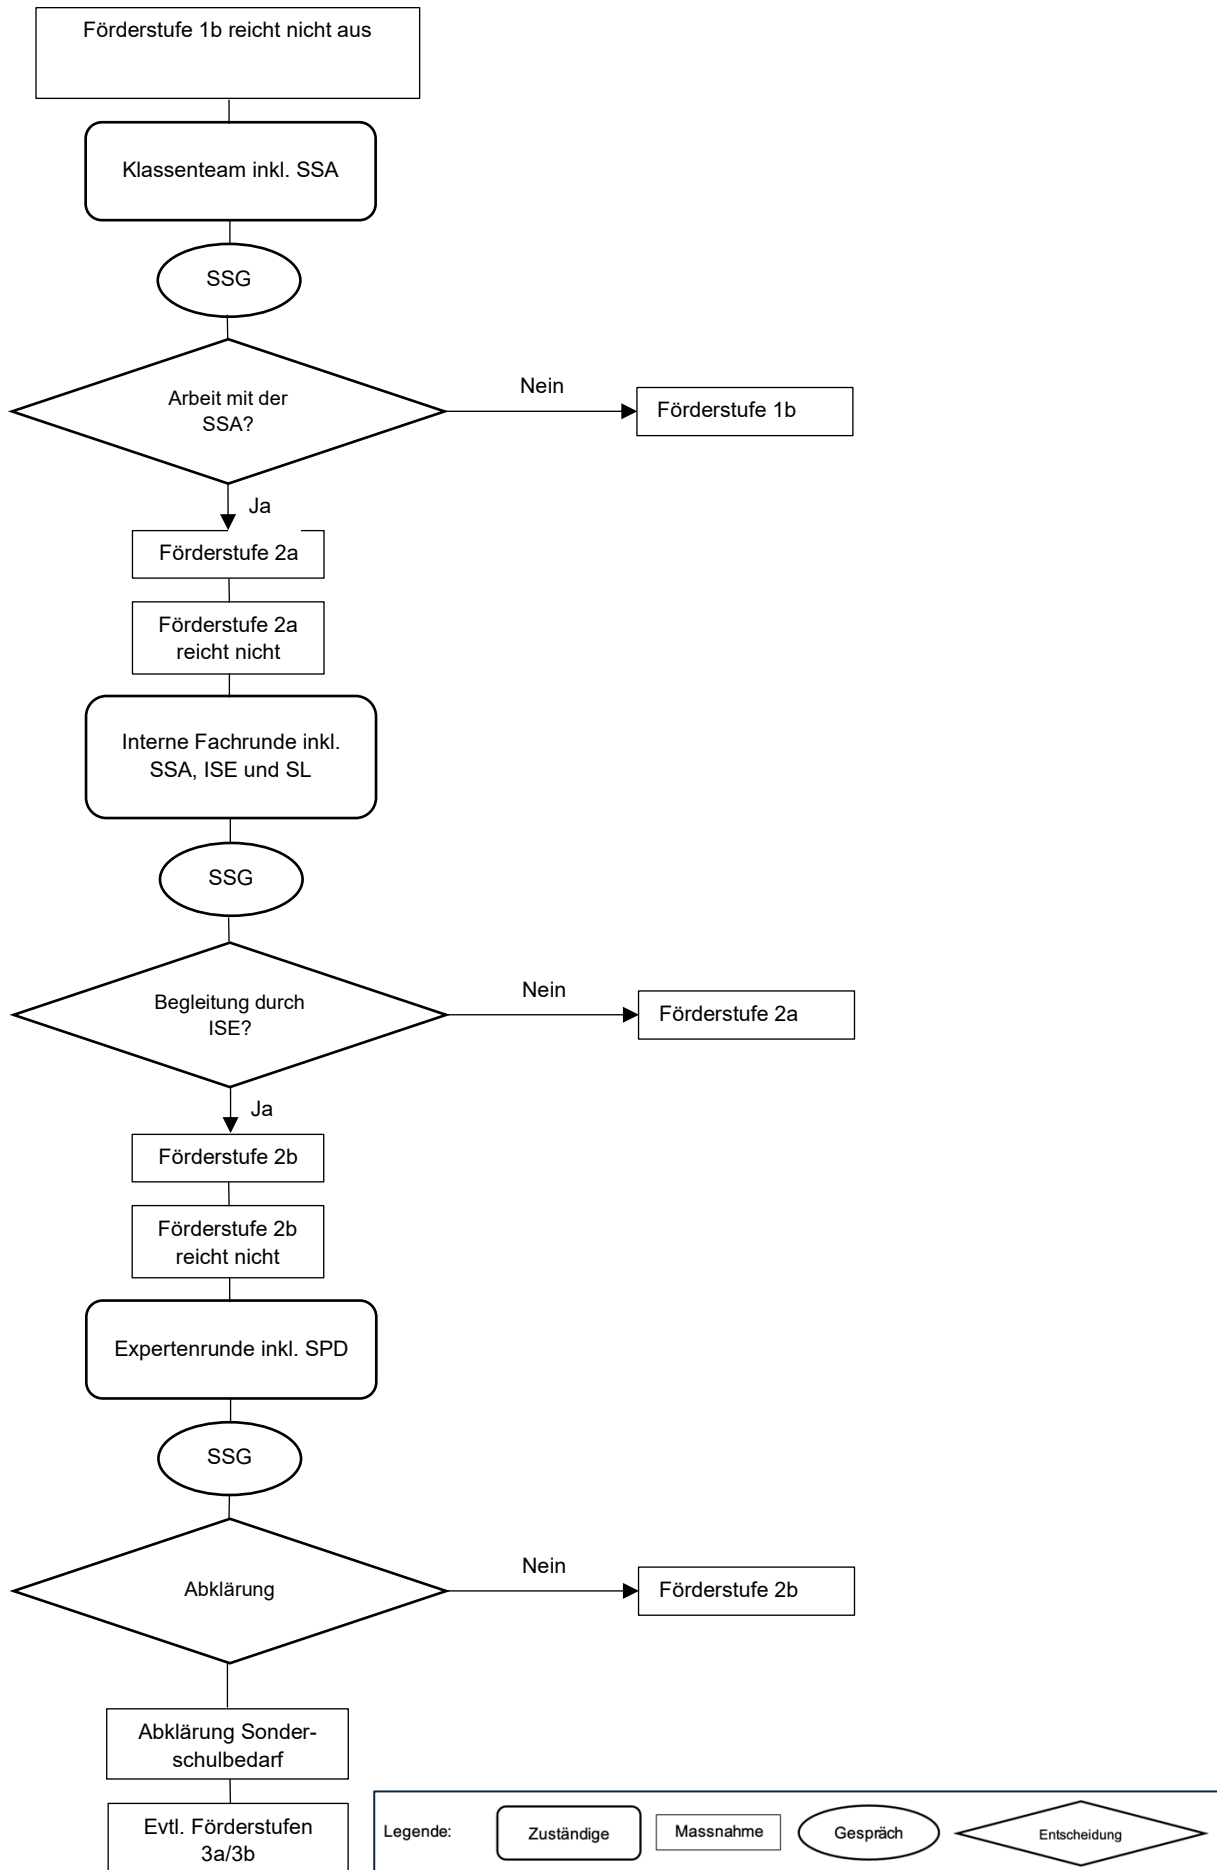 Förderstufe 1b reicht nicht aus
Klassenteam inkl. SSA
SSG
Arbeit mit der
SSA?
Nein
Förderstufe 1b
Ja
Förderstufe 2a
Förderstufe 2a
reicht nicht
Interne Fachrunde inkl.
SSA, ISE und SL
SSG
Begleitung durch
ISE?
Nein
Förderstufe 2a
Ja
Förderstufe 2b
Förderstufe 2b
reicht nicht
Expertenrunde inkl. SPD
SSG
Abklärung
Nein
Förderstufe 2b
Abklärung Sonder-
schulbedarf
Evtl. Förderstufen
3a/3b
Legende:
Zuständige
Massnahme
Gespräch
Entscheidung